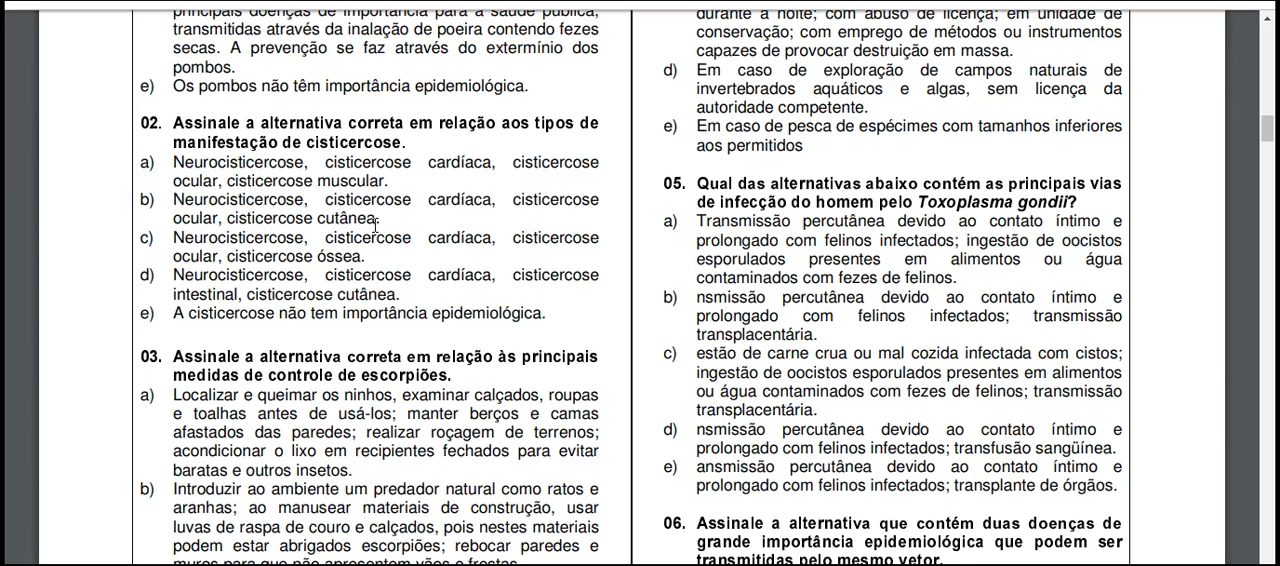 principais doenças de importância para a saúde pública,
transmitidas através da inalação de poeira contendo fezes
secas. A prevenção se faz através do extermínio dos
pombos.
e) Os pombos não têm importância epidemiológica.
02. Assinale a alternativa correta em relação aos tipos de
manifestação de cisticercose.
a) Neurocisticercose, cisticercose cardíaca, cisticercose
ocular, cisticercose muscular.
b) Neurocisticercose, cisticercose cardíaca, cisticercose
ocular, cisticercose cutânea.
c) Neurocisticercose, cisticercose cardíaca, cisticercose
ocular, cisticercose óssea.
d) Neurocisticercose, cisticercose cardíaca, cisticercose
intestinal, cisticercose cutânea.
e) A cisticercose não tem importância epidemiológica.
03. Assinale a alternativa correta em relação às principais
medidas de controle de escorpiões.
a) Localizar e queimar os ninhos, examinar calçados, roupas
e toalhas antes de usá-los; manter berços e camas
afastados das paredes; realizar roçagem de terrenos;
acondicionar o lixo em recipientes fechados para evitar
baratas e outros insetos.
b) Introduzir ao ambiente um predador natural como ratos e
aranhas; ao manusear materiais de construção, usar
luvas de raspa de couro e calçados, pois nestes materiais
podem estar abrigados escorpiões; rebocar paredes e
muros para que não apresentem vãos e frestas
durante a noite; com abuso de licença; em unidade de
conservação; com emprego de métodos ou instrumentos
capazes de provocar destruição em massa.
d) Em caso de exploração de campos naturais de
invertebrados aquáticos e algas, sem licença da
autoridade competente.
e) Em caso de pesca de espécimes com tamanhos inferiores
aos permitidos
05. Qual das alternativas abaixo contém as principais vias
de infecção do homem pelo Toxoplasma gondii?
a) Transmissão percutânea devido ao contato íntimo e
prolongado com felinos infectados; ingestão de oocistos
esporulados presentes em alimentos ou água
contaminados com fezes de felinos.
b) nsmissão percutânea devido ao contato íntimo e
prolongado com felinos infectados; transmissão
transplacentária.
c) estão de carne crua ou mal cozida infectada com cistos;
ingestão de oocistos esporulados presentes em alimentos
ou água contaminados com fezes de felinos; transmissão
transplacentária.
d) nsmissão percutânea devido ao contato íntimo e
prolongado com felinos infectados; transfusão sangüínea.
e) ansmissão percutânea devido ao contato íntimo e
prolongado com felinos infectados; transplante de órgãos.
06. Assinale a alternativa que contém duas doenças de
grande importância epidemiológica que podem ser
transmitidas pelo mesmo vetor.